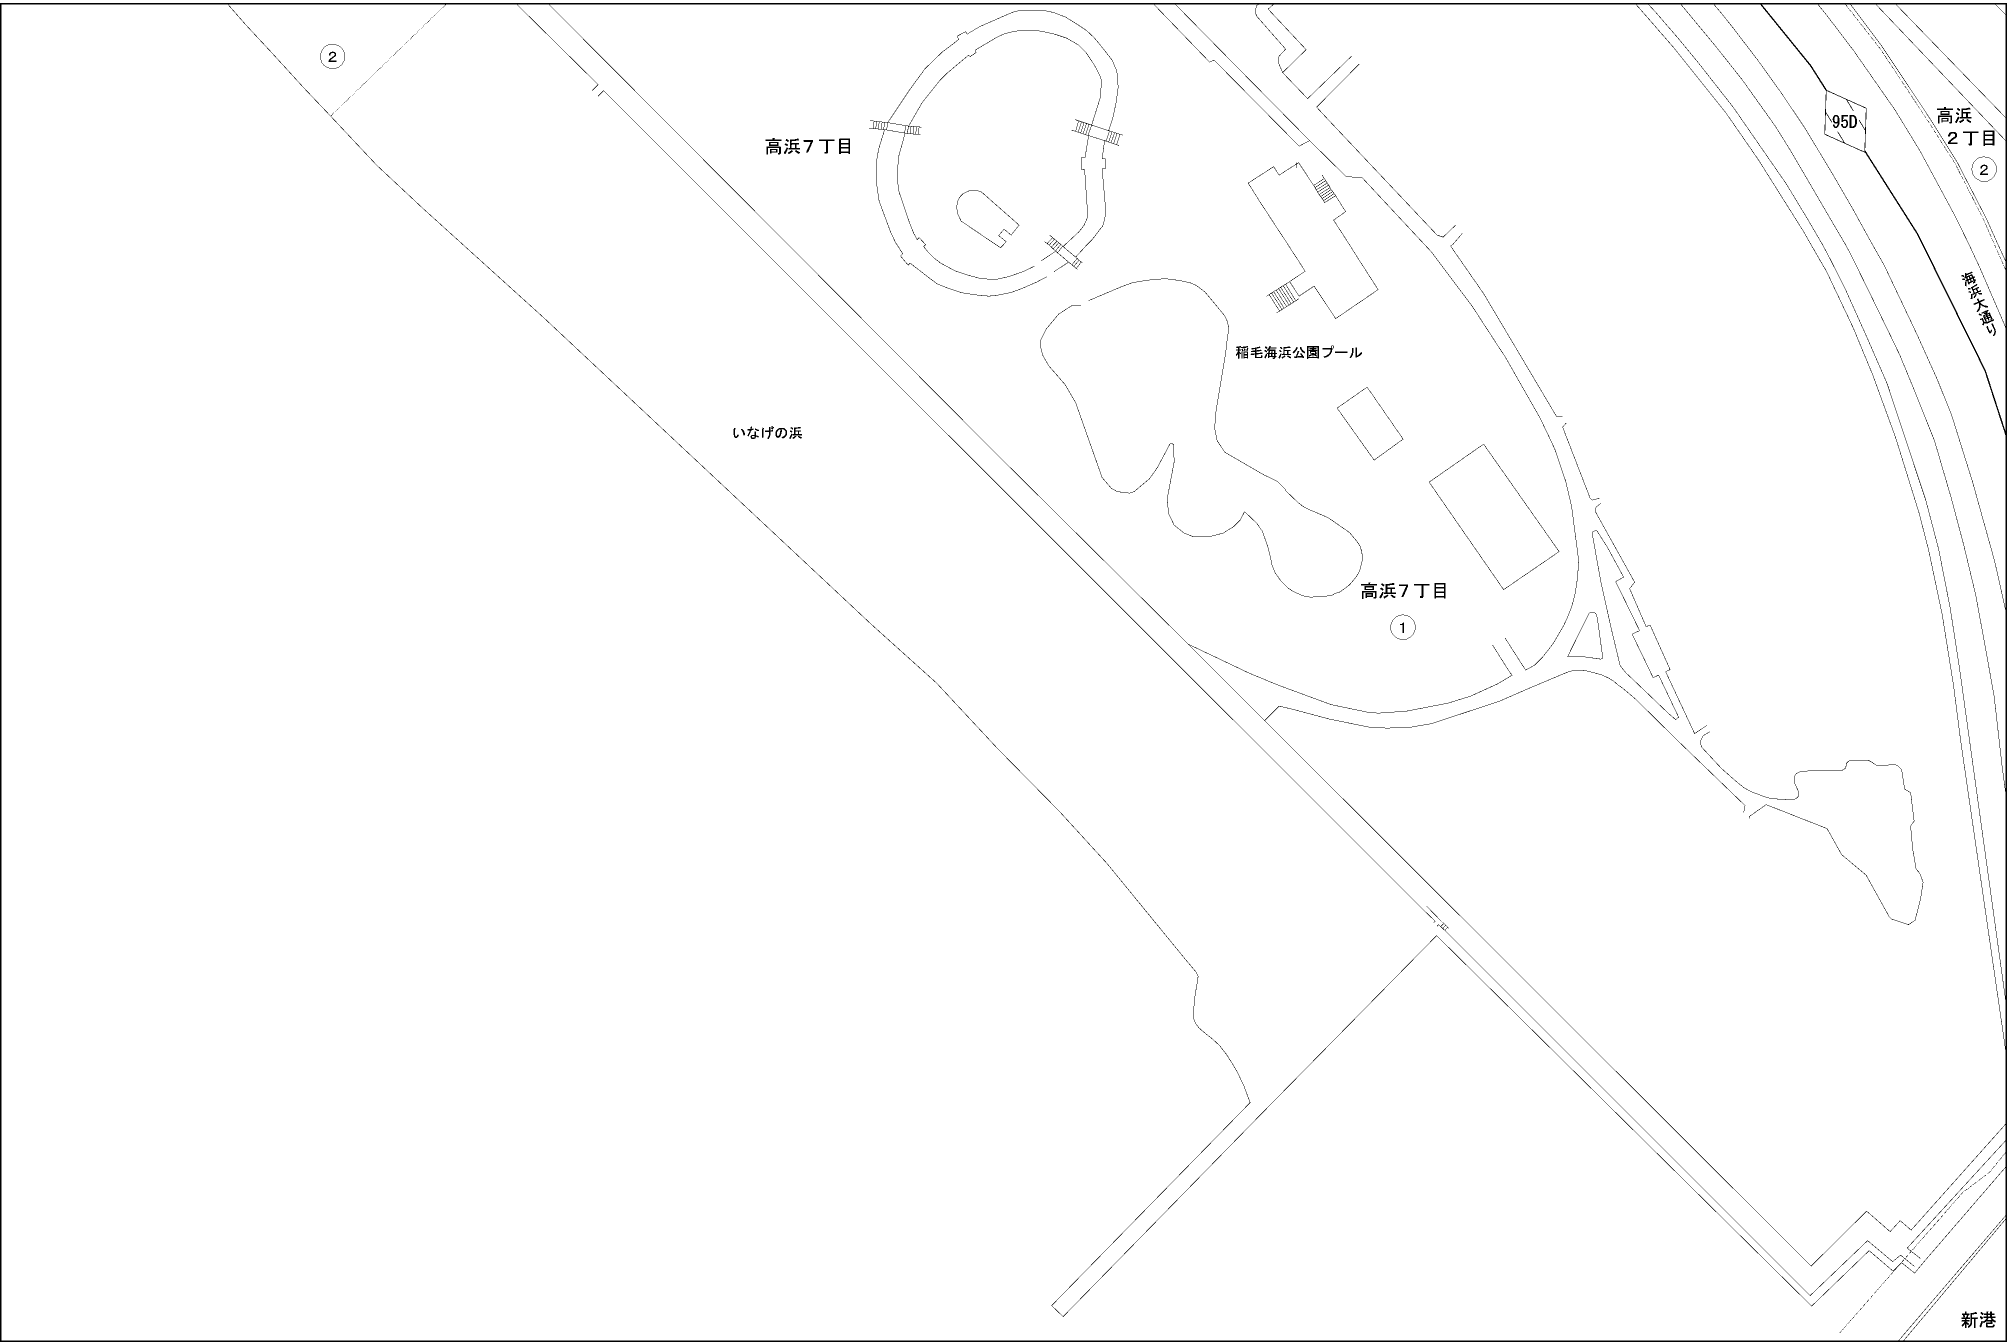 ②
高浜７丁目
95D
高浜
２丁目
②
海浜大通り
稲毛海浜公園プール
いなげの浜
高浜７丁目
①
新港